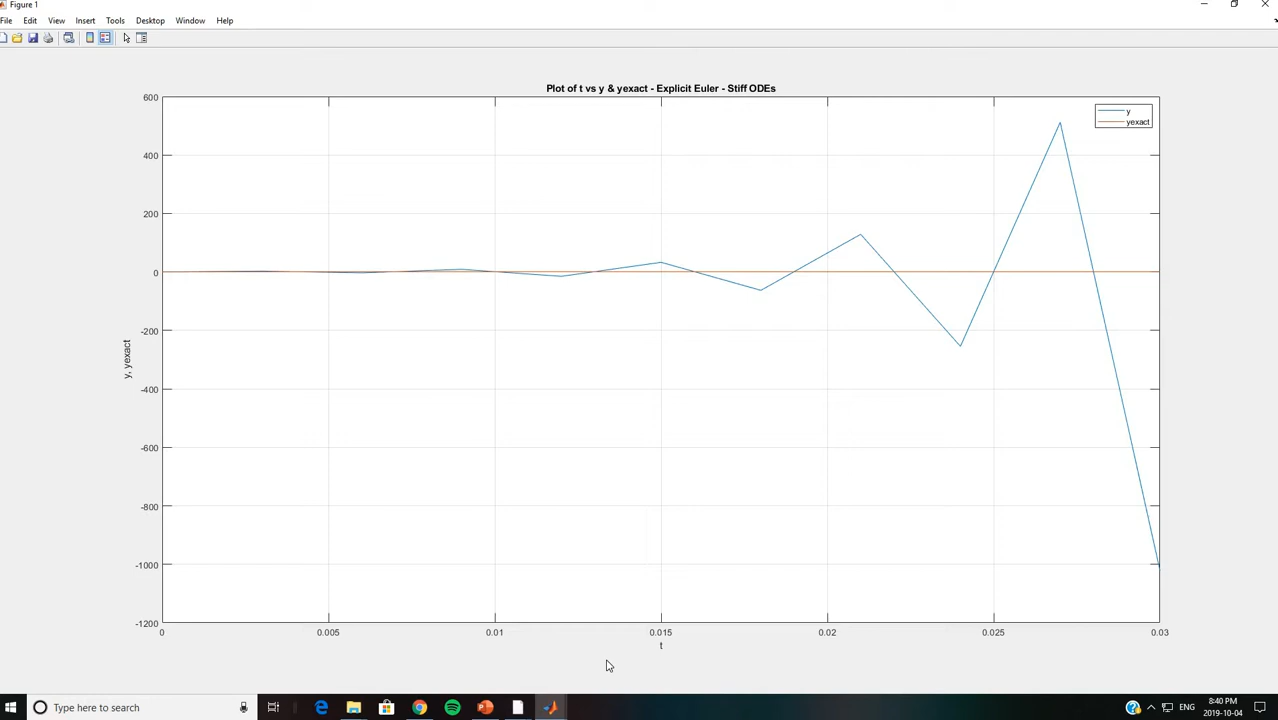 Figure 1
File Edit View Insert Tools Desktop Window Help
Plot of t vs y & yexact - Explicit Euler - Stiff ODEs
600
400
200
0
-200
-400
-600
-800
-1000
-1200
y, yexact
y
yexact
0 0.005 0.01 0.015 0.02 0.025 0.03
t
Type here to search
ENG
8:40 PM
2019-10-04